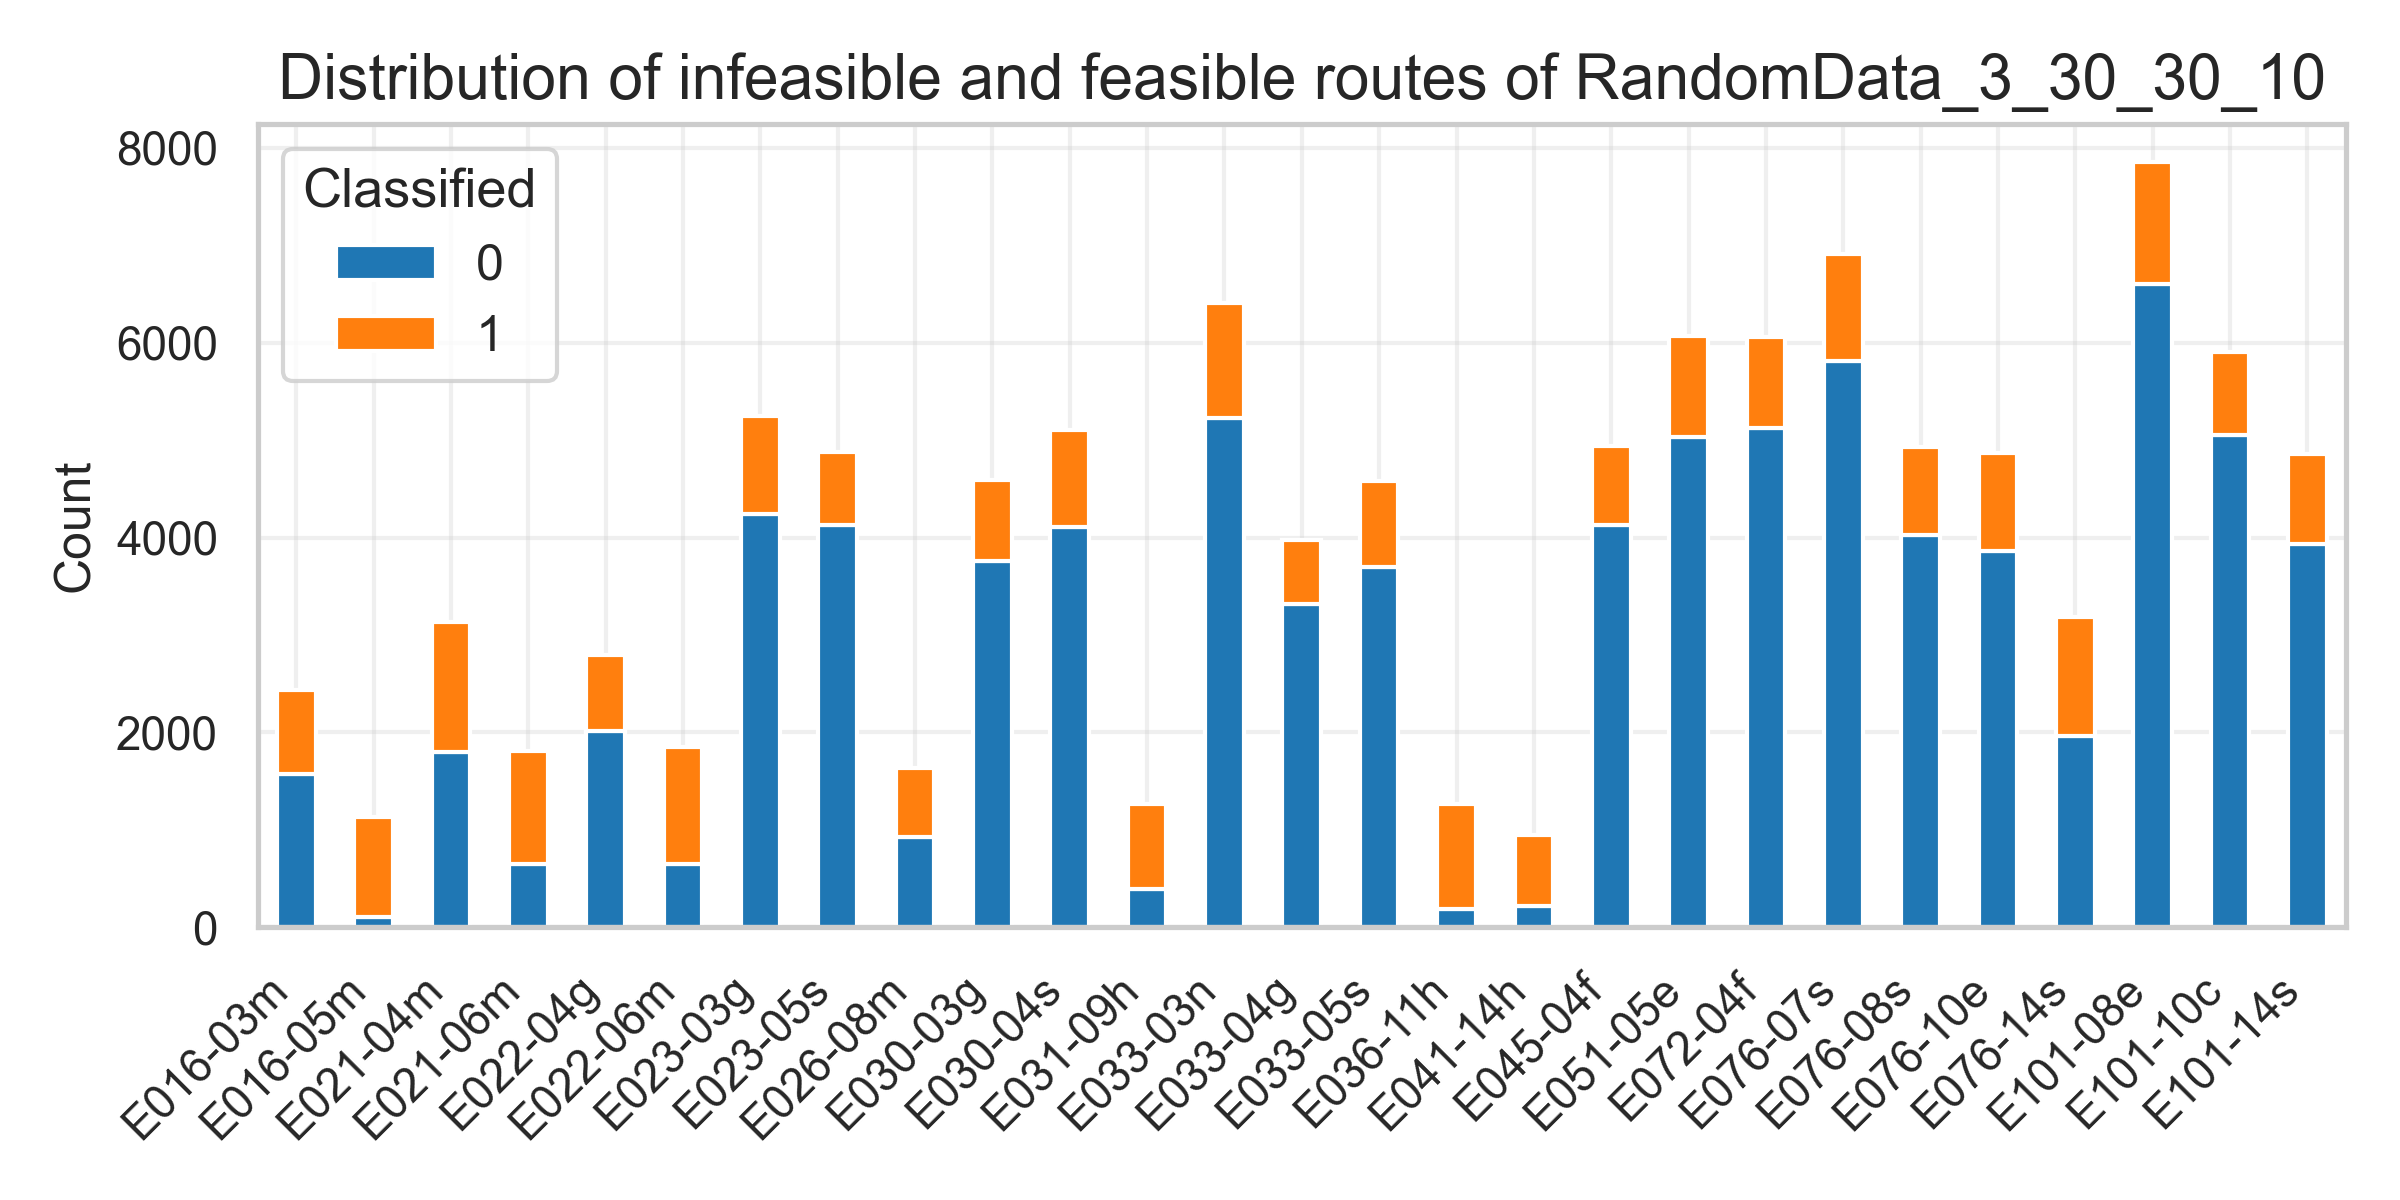 Distribution of infeasible and feasible routes of RandomData_3_30_30_10
Classified
0
1
Count
8000
6000
4000
2000
0
E016-03m
E016-05m
E021-04m
E021-06m
E022-04g
E022-06m
E023-03g
E023-05s
E026-08m
E030-03g
E030-04s
E031-09h
E033-03n
E033-04g
E033-05s
E036-11h
E041-14h
E045-04f
E051-05e
E072-04f
E076-07s
E076-08s
E076-10e
E076-14s
E101-08e
E101-10c
E101-14s